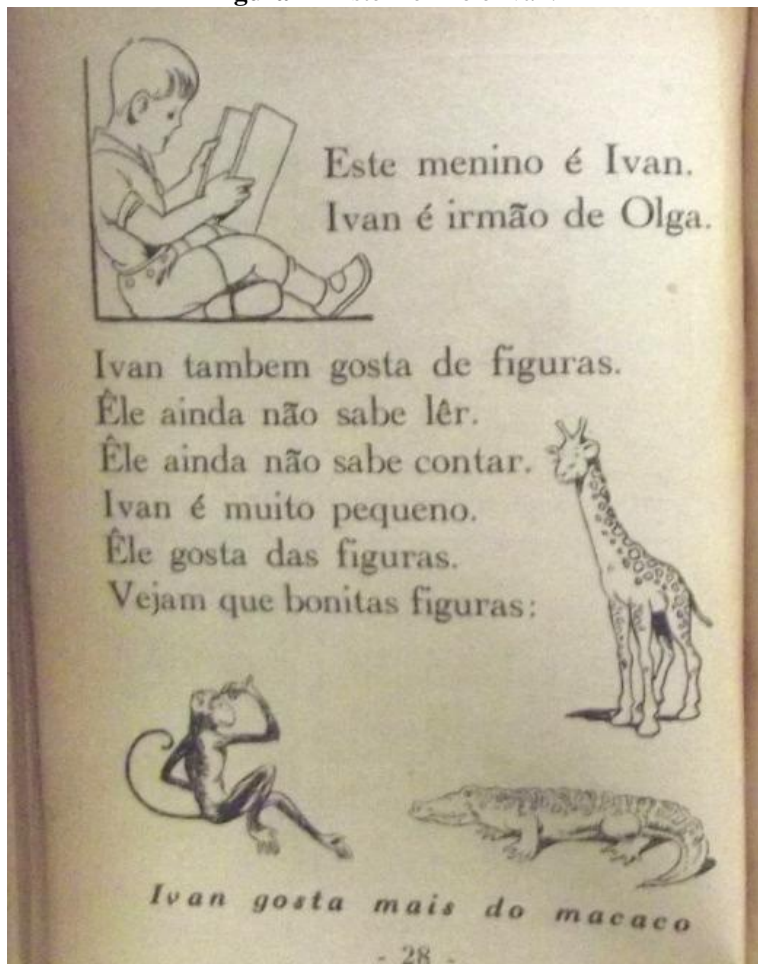 Este menino é Ivan.
Ivan é irmão de Olga.
Ivan tambem gosta de figuras.
Êle ainda não sabe lêr.
Êle ainda não sabe contar.
Ivan é muito pequeno.
Êle gosta das figuras.
Vejam que bonitas figuras:
Ivan gosta mais do macaco
- 28 -